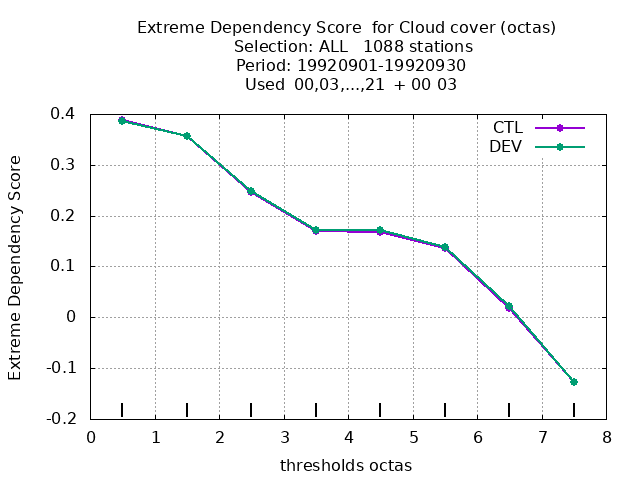 Extreme Dependency Score  for Cloud cover (octas)
Selection: ALL   1088 stations
Period: 19920901-19920930
Used  00,03,...,21  + 00 03
CTL
DEV
Extreme Dependency Score
0.4
0.3
0.2
0.1
0
-0.1
-0.2
0 1 2 3 4 5 6 7 8
thresholds octas